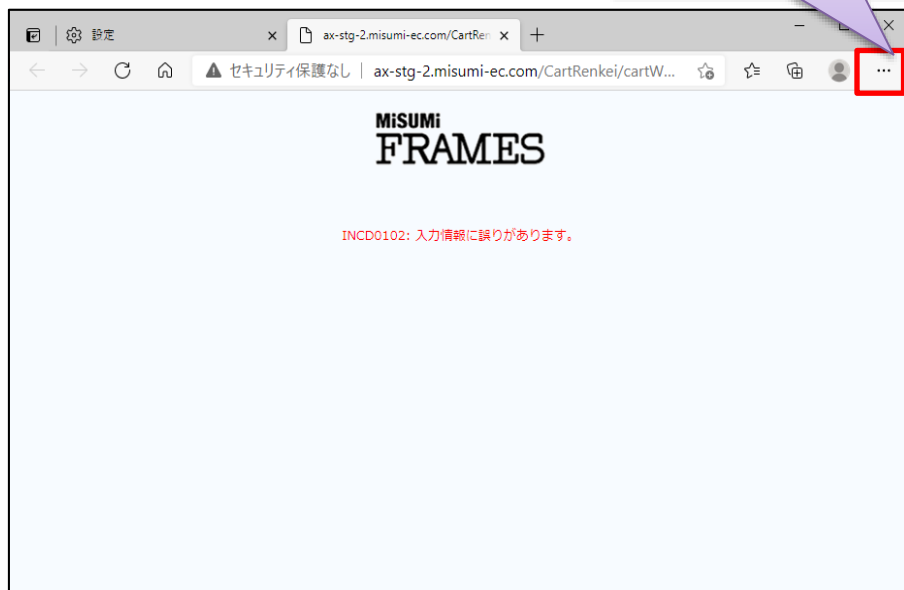 設定
ax-stg-2.misumi-ec.com/CartRen
セキュリティ保護なし | ax-stg-2.misumi-ec.com/CartRenkei/cartW...
MiSUMi
FRAMES
INCD0102: 入力情報に誤りがあります。